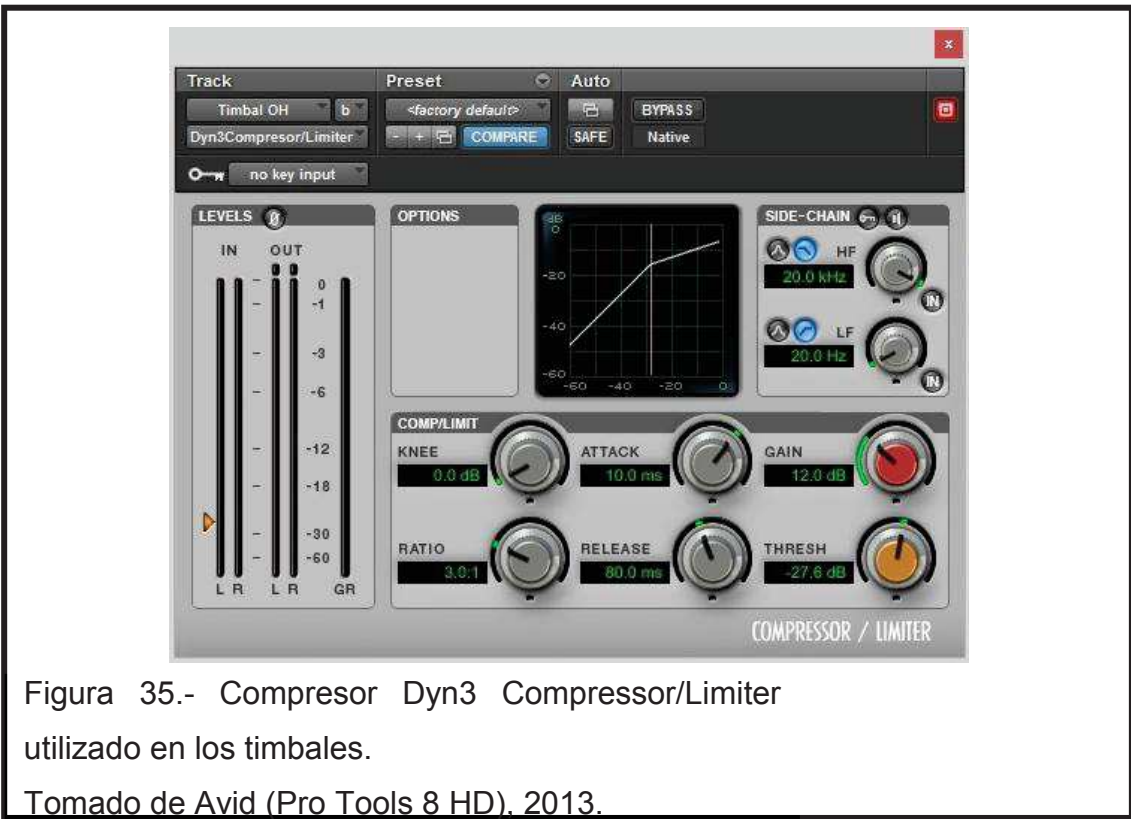 x
Track Preset Auto
Timbal OH b <factory default> BYPASS
Dyn3Compresor/Limiter - + COMPARE SAFE Native
no key input
LEVELS Ø OPTIONS SIDE-CHAIN
IN OUT
0
-1
-3
-6
-12
-18
-30
-60
L R L R GR
dB
0
-20
-40
-60
-60 -40 -20 0
HF
20.0 kHz
IN
LF
20.0 Hz
IN
COMP/LIMIT
KNEE ATTACK GAIN
0.0 dB 10.0 ms 12.0 dB
RATIO RELEASE THRESH
3.0:1 80.0 ms -27.6 dB
COMPRESSOR / LIMITER
Figura 35.- Compresor Dyn3 Compressor/Limiter
utilizado en los timbales.
Tomado de Avid (Pro Tools 8 HD), 2013.